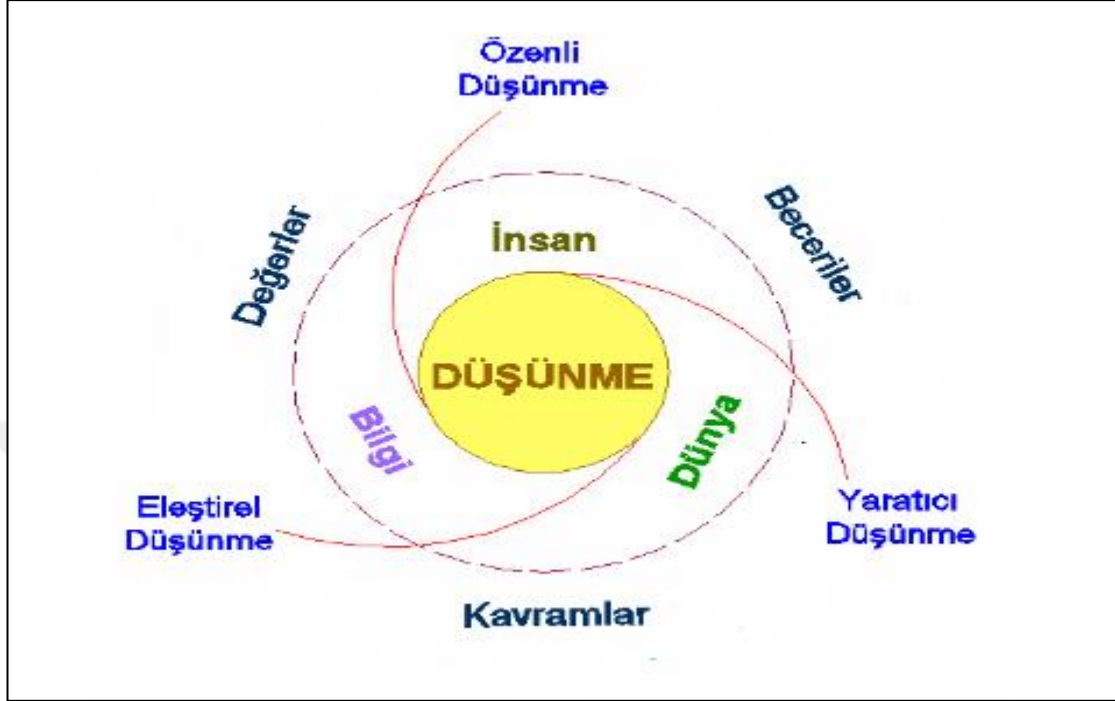 Özenli
Düşünme
Değerler
Beceriler
İnsan
DÜŞÜNME
Bilgi
Dünya
Eleştirel
Düşünme
Yaratıcı
Düşünme
Kavramlar